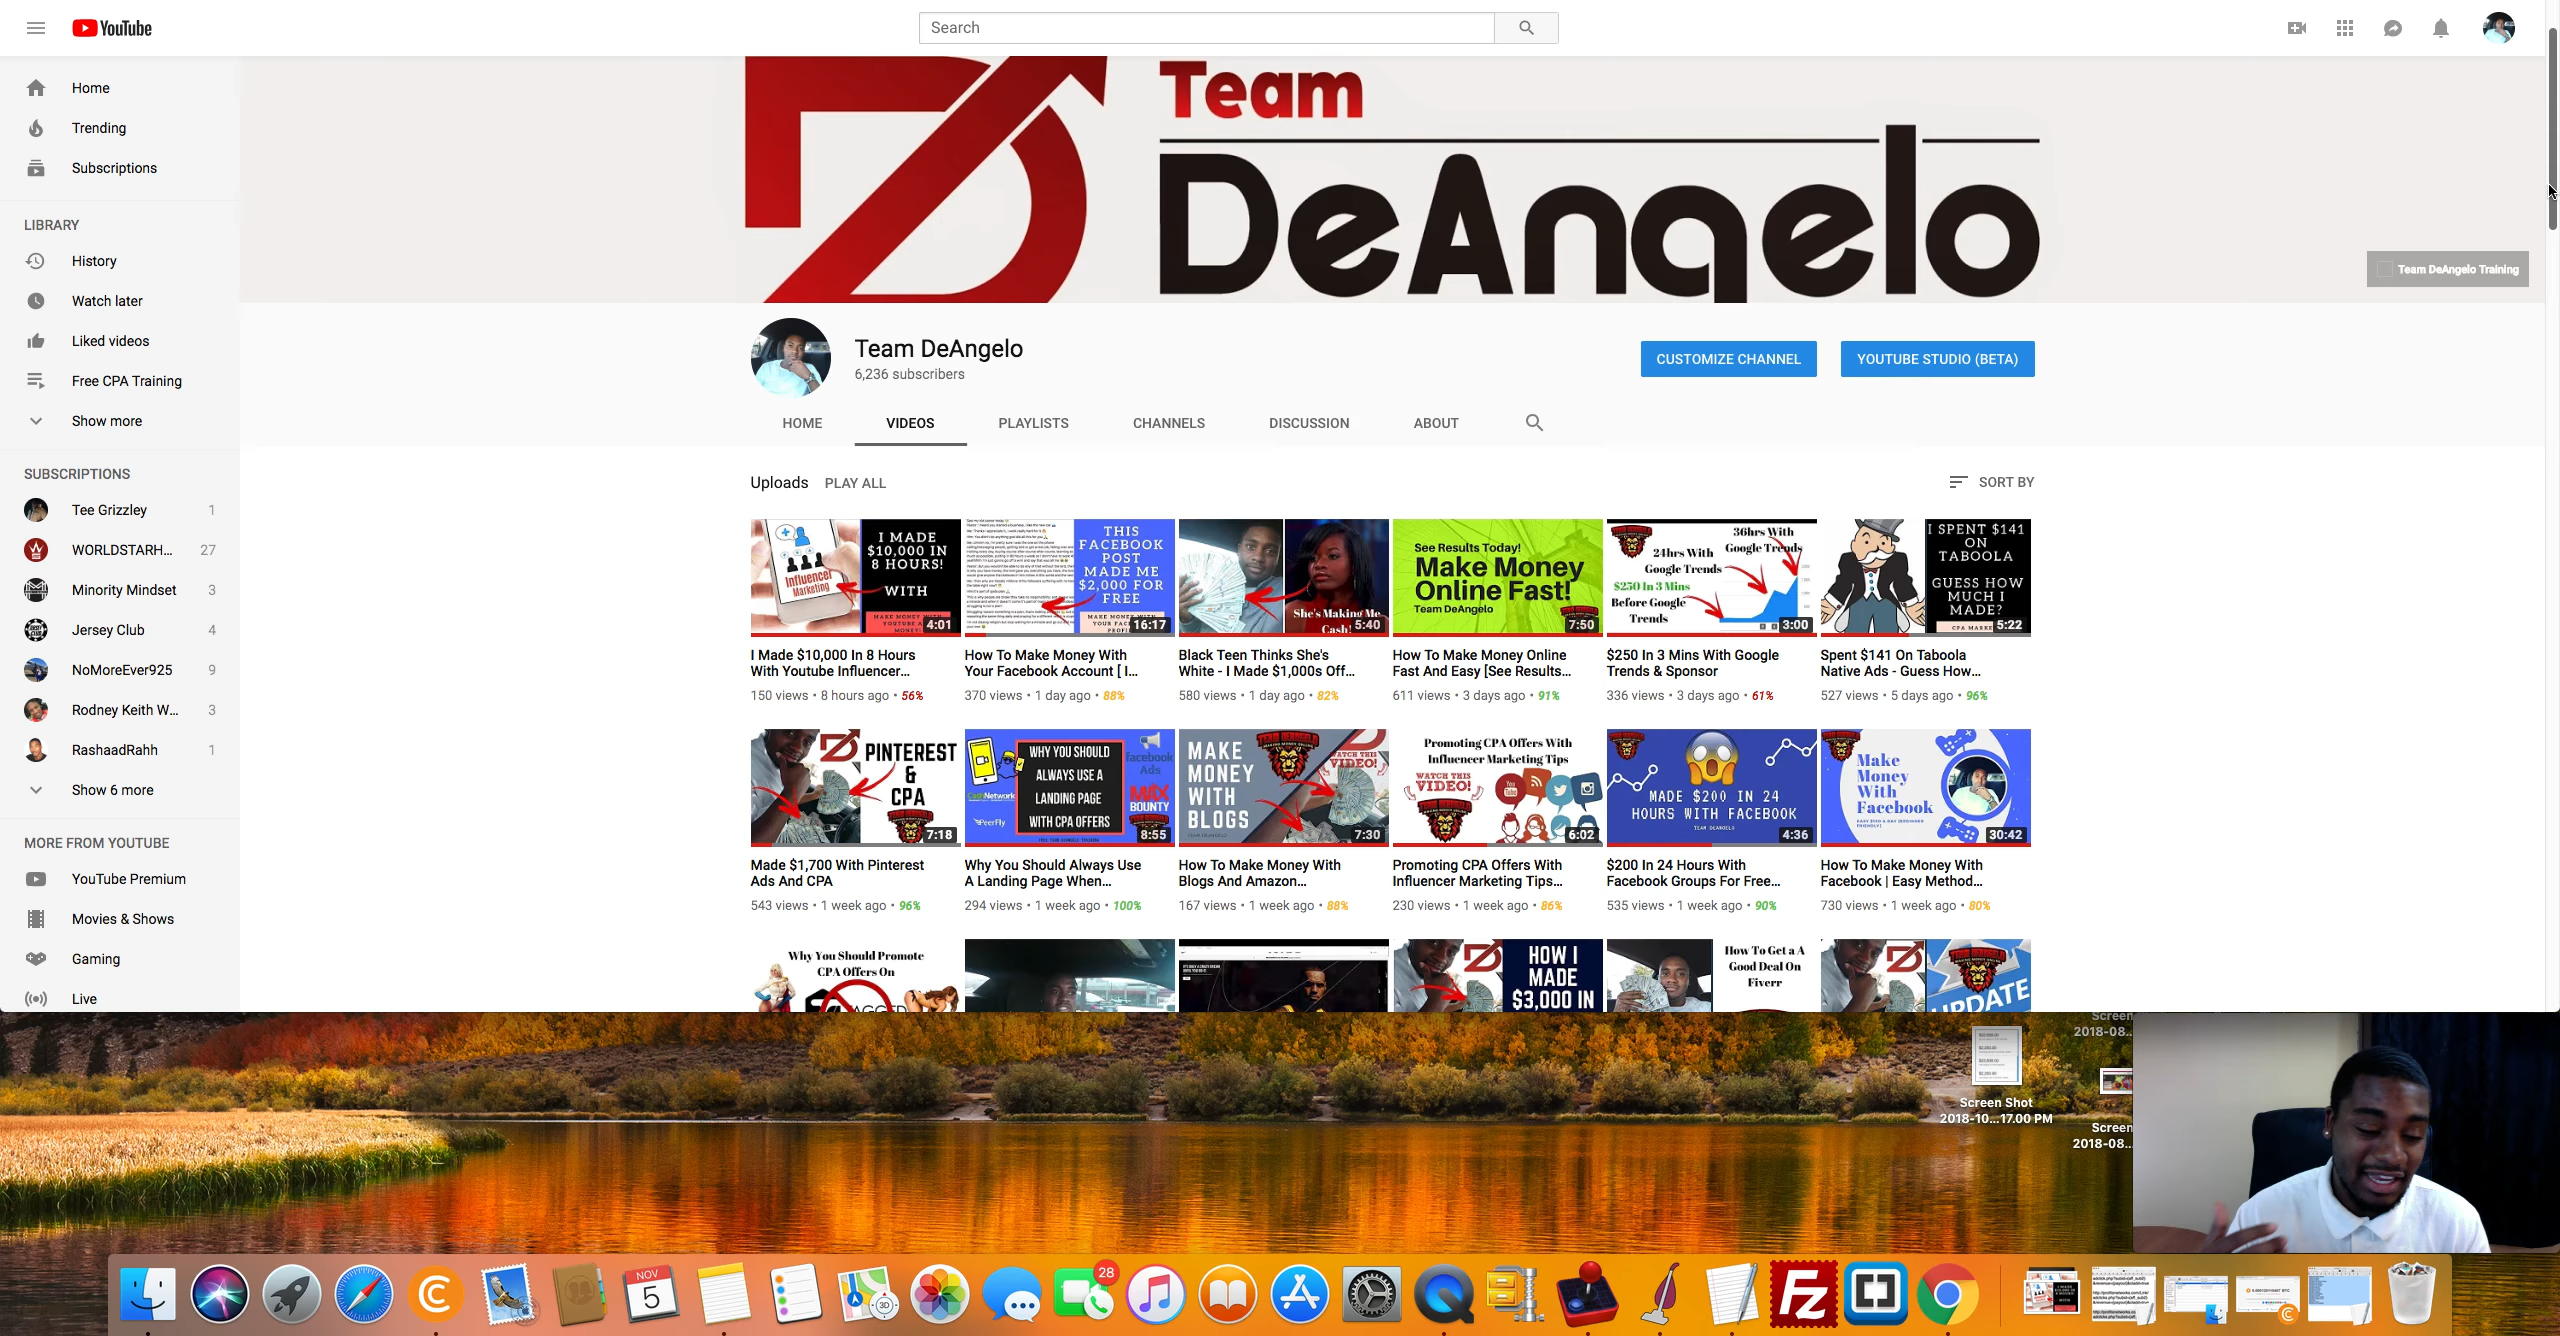 YouTube
Search
Home
Trending
Subscriptions
LIBRARY
History
Watch later
Liked videos
Free CPA Training
Show more
SUBSCRIPTIONS
Tee Grizzley 1
WORLDSTARH... 27
Minority Mindset 3
Jersey Club 4
NoMoreEver925 9
Rodney Keith W... 3
RashaadRahh 1
Show 6 more
MORE FROM YOUTUBE
YouTube Premium
Movies & Shows
Gaming
Live
Team
DeAngelo
Team DeAngelo Training
Team DeAngelo
6,236 subscribers
CUSTOMIZE CHANNEL
YOUTUBE STUDIO (BETA)
HOME VIDEOS PLAYLISTS CHANNELS DISCUSSION ABOUT
Uploads PLAY ALL
SORT BY
Influencer
Marketing
I MADE
$10,000 IN
8 HOURS!
WITH
4:01
I Made $10,000 In 8 Hours
With Youtube Influencer...
150 views • 8 hours ago • 56%
THIS
FACEBOOK
POST
MADE ME
$2,000 FOR
FREE
16:17
How To Make Money With
Your Facebook Account [ I...
370 views • 1 day ago • 88%
She's Making Me
Cash!
5:40
Black Teen Thinks She's
White - I Made $1,000s Off...
580 views • 1 day ago • 82%
See Results Today!
Make Money
Online Fast!
Team DeAngelo
7:50
How To Make Money Online
Fast And Easy [See Results...
611 views • 3 days ago • 91%
36hrs With
Google Trends
24hrs With
Google Trends
$250 In 3 Mins
Before Google
Trends
3:00
$250 In 3 Mins With Google
Trends & Sponsor
336 views • 3 days ago • 61%
I SPENT $141
ON
TABOOLA
GUESS HOW
MUCH I
MADE?
5:22
Spent $141 On Taboola
Native Ads - Guess How...
527 views • 5 days ago • 96%
PINTEREST
&
CPA
7:18
Made $1,700 With Pinterest
Ads And CPA
543 views • 1 week ago • 96%
WHY YOU SHOULD
ALWAYS USE A
LANDING PAGE
WITH CPA OFFERS
facebook
Ads
MAX
BOUNTY
PeerFly
8:55
Why You Should Always Use
A Landing Page When...
294 views • 1 week ago • 100%
MAKE
MONEY
WITH
BLOGS
WATCH THIS
VIDEO!
7:30
How To Make Money With
Blogs And Amazon...
167 views • 1 week ago • 88%
Promoting CPA Offers With
Influencer Marketing Tips
WATCH THIS
VIDEO!
6:02
Promoting CPA Offers With
Influencer Marketing Tips...
230 views • 1 week ago • 86%
MADE $200 IN 24
HOURS WITH FACEBOOK
TEAM DEANGELO
4:36
$200 In 24 Hours With
Facebook Groups For Free...
535 views • 1 week ago • 90%
Make
Money
With
Facebook
30:42
How To Make Money With
Facebook | Easy Method...
730 views • 1 week ago • 80%
Why You Should Promote
CPA Offers On
HOW I
MADE
$3,000 IN
How To Get a A
Good Deal On
Fiverr
UPDATE
Screen Shot
2018-10...17.00 PM
Screen
2018-08...
Screen
2018-08...
NOV
5
3D
28
Fz